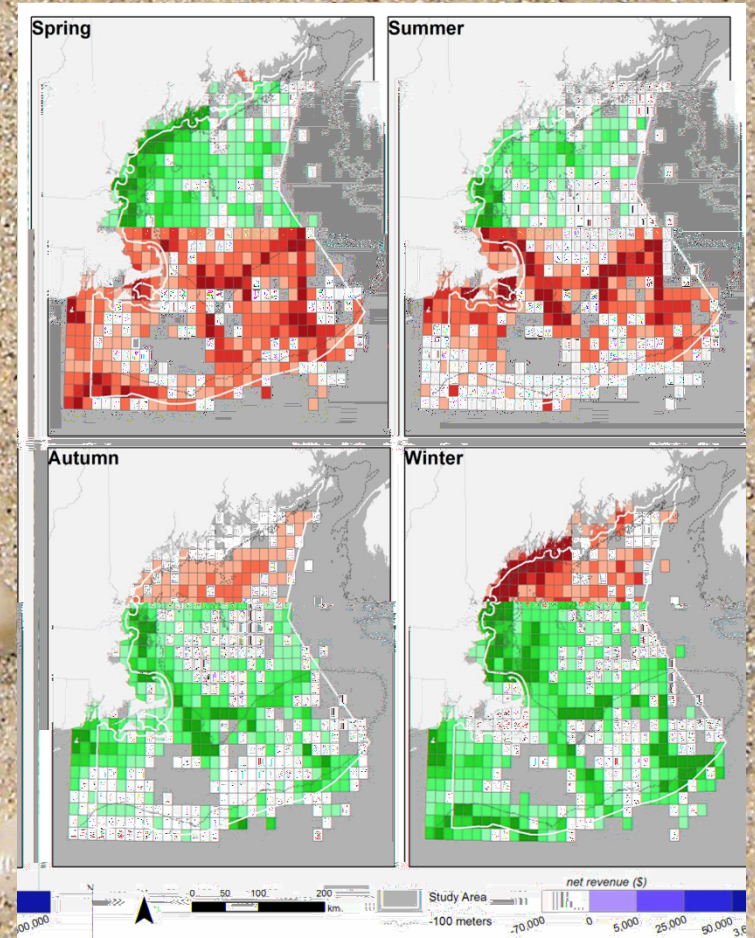 Spring
Summer
Autumn
Winter
N
0 50 100 200
km.
Study Area
-100 meters
net revenue ($)
-70,000 0 5,000 25,000 50,000